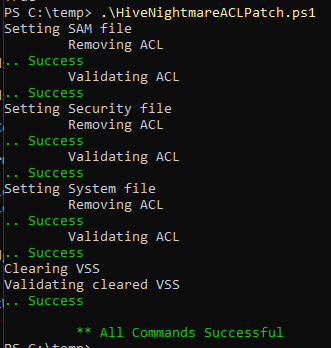 PS C:\temp> .\HiveNightmareACLPatch.ps1
Setting SAM file
Removing ACL
.. Success
Validating ACL
.. Success
Setting Security file
Removing ACL
.. Success
Validating ACL
.. Success
Setting System file
Removing ACL
.. Success
Validating ACL
.. Success
Clearing VSS
Validating cleared VSS
.. Success
** All Commands Successful
PS C:\temp>